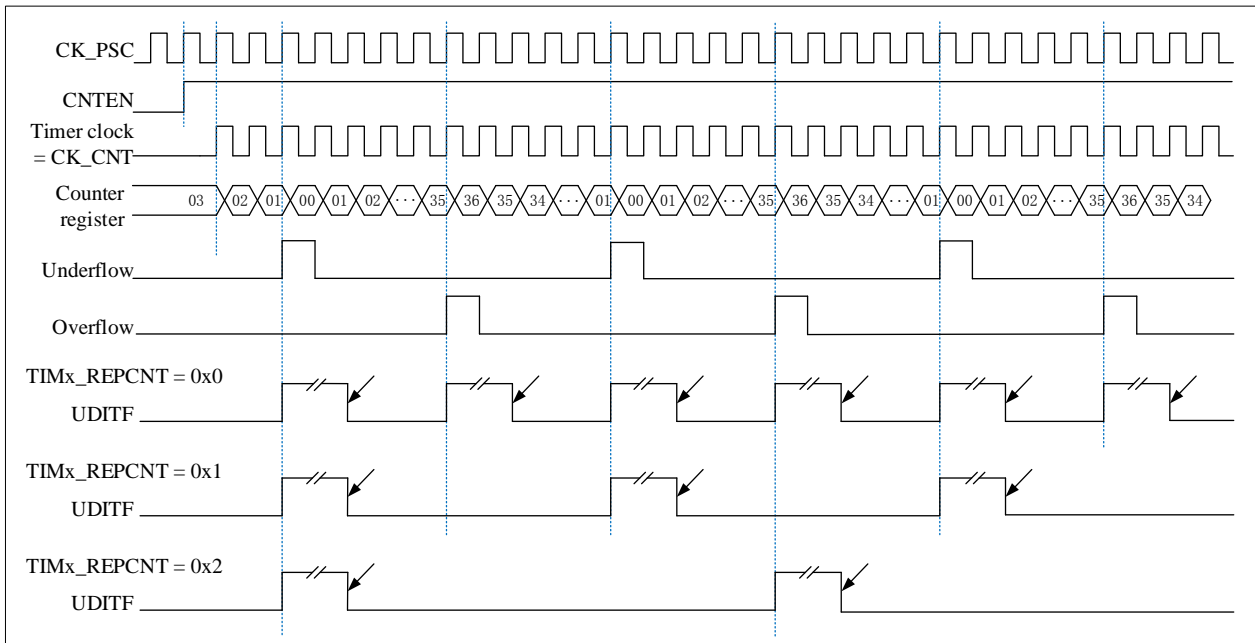 CK_PSC
CNTEN
Timer clock
= CK_CNT
Counter
register
03 02 01 00 01 02 ··· 35 36 35 34 ··· 01 00 01 02 ··· 35 36 35 34 ··· 01 00 01 02 ··· 35 36 35 34
Underflow
Overflow
TIMx_REPCNT = 0x0
UDITF
TIMx_REPCNT = 0x1
UDITF
TIMx_REPCNT = 0x2
UDITF